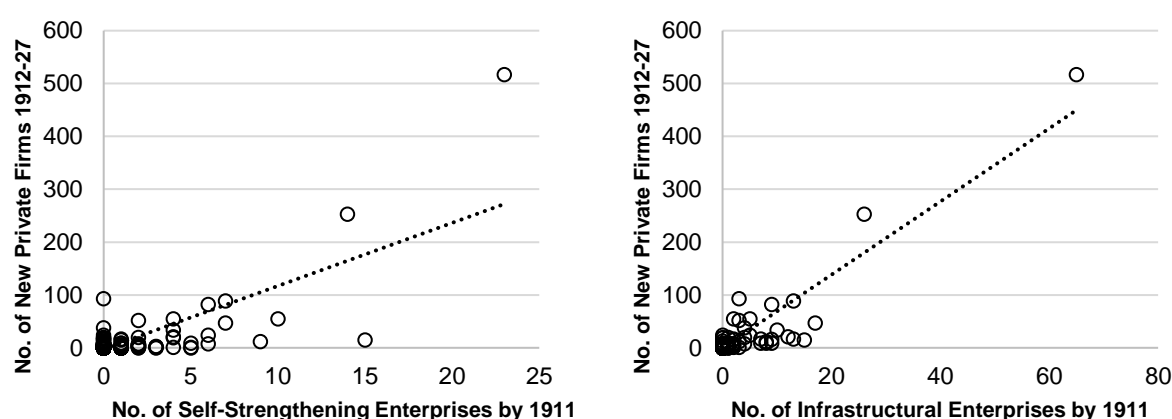 No. of New Private Firms 1912-27
600
500
400
300
200
100
0
0 5 10 15 20 25
No. of Self-Strengthening Enterprises by 1911
No. of New Private Firms 1912-27
600
500
400
300
200
100
0
0 20 40 60 80
No. of Infrastructural Enterprises by 1911